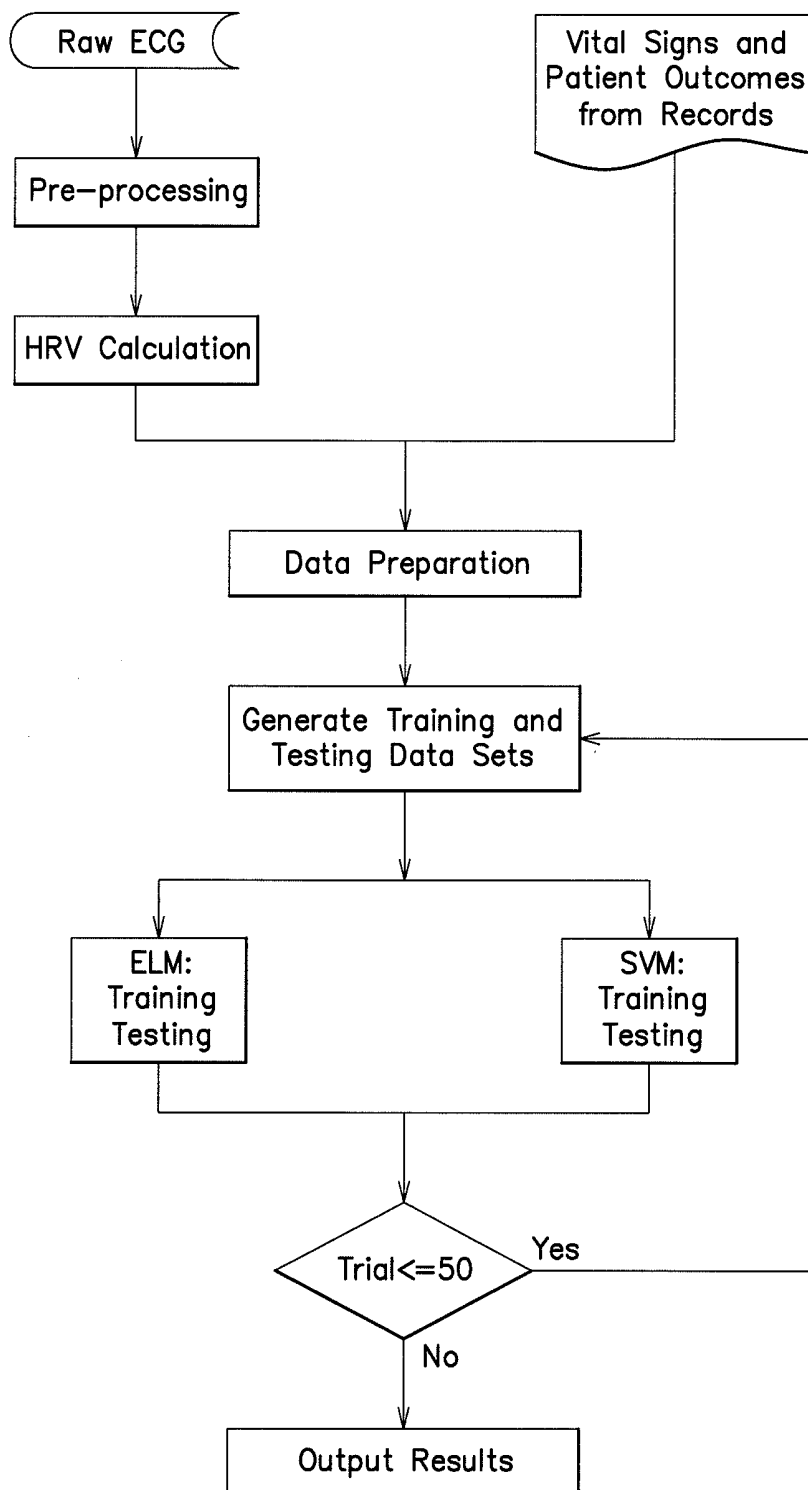 Raw ECG
Vital Signs and
Patient Outcomes
from Records
Pre-processing
HRV Calculation
Data Preparation
Generate Training and
Testing Data Sets
ELM:
Training
Testing
SVM:
Training
Testing
Trial<=50
Yes
No
Output Results